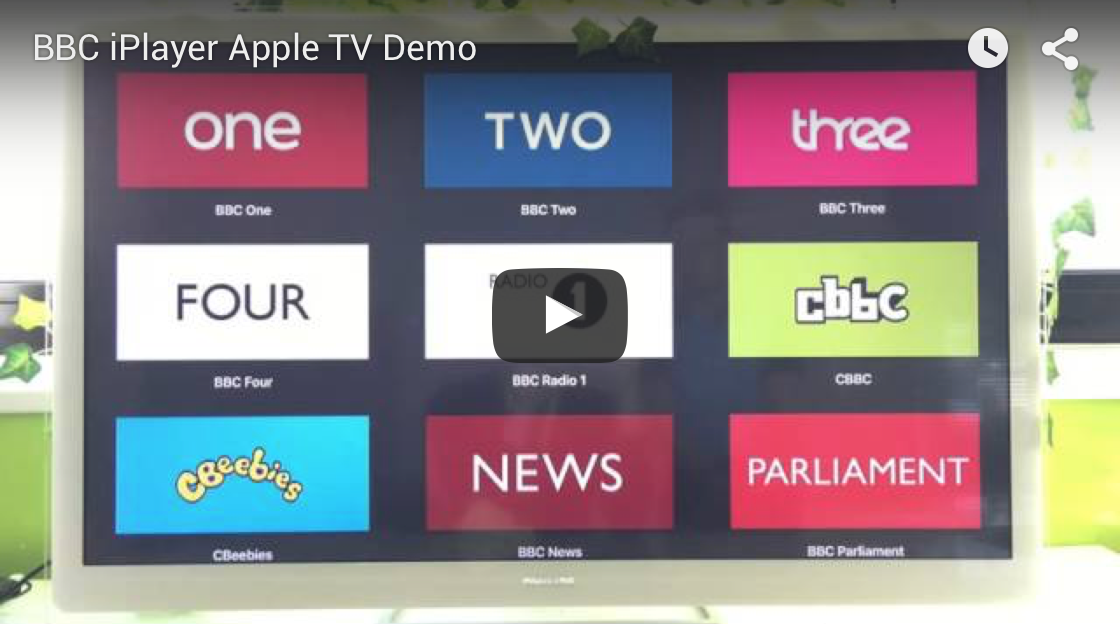 BBC iPlayer Apple TV Demo
one
TWO
three
BBC One
BBC Two
BBC Three
FOUR
RADIO
1
cbbc
BBC Four
BBC Radio 1
CBBC
CBeebies
NEWS
PARLIAMENT
CBeebies
BBC News
BBC Parliament